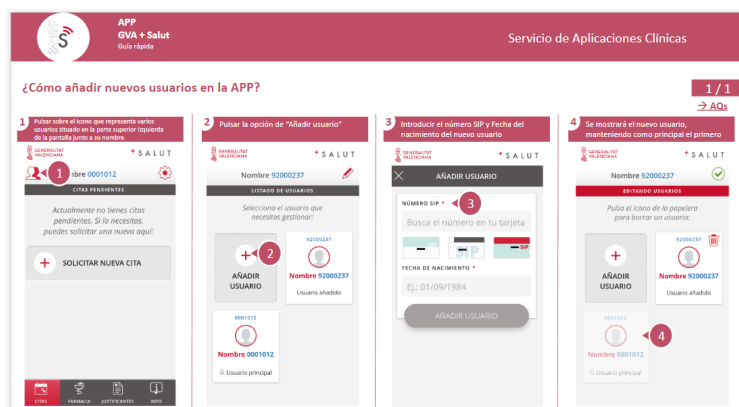 APP
GVA + Salut
Guía rápida
Servicio de Aplicaciones Clínicas
¿Cómo añadir nuevos usuarios en la APP?
1 / 1
→ AQs
1 Pulsar sobre el icono que representa varios
usuarios situado en la parte superior izquierda
de la pantalla junto a su nombre
GENERALITAT
VALENCIANA
+ SALUT
1
bre 0001012
CITAS PENDIENTES
Actualmente no tienes citas
pendientes. Si lo necesitas,
puedes solicitar una nueva aquí:
+ SOLICITAR NUEVA CITA
CITAS FARMACIA JUSTIFICANTES INFO
2 Pulsar la opción de "Añadir usuario"
GENERALITAT
VALENCIANA
+ SALUT
Nombre 92000237
LISTADO DE USUARIOS
Selecciona el usuario que
necesitas gestionar:
+ 2
AÑADIR
USUARIO
92000237
Nombre 92000237
Usuario añadido
0001012
Nombre 0001012
Usuario principal
3 Introducir el número SIP y Fecha del
nacimiento del nuevo usuario
GENERALITAT
VALENCIANA
+ SALUT
AÑADIR USUARIO
NÚMERO SIP * 3
Busca el número en tu tarjeta
SIP
SIP
FECHA DE NACIMIENTO *
Ej.: 01/09/1984
AÑADIR USUARIO
4 Se mostrará el nuevo usuario,
manteniendo como principal el primero
GENERALITAT
VALENCIANA
+ SALUT
Nombre 92000237
EDITANDO USUARIOS
Pulsa el icono de la papelera
para borrar un usuario:
+
AÑADIR
USUARIO
92000237
Nombre 92000237
Usuario añadido
0001012
4
Nombre 0001012
Usuario principal